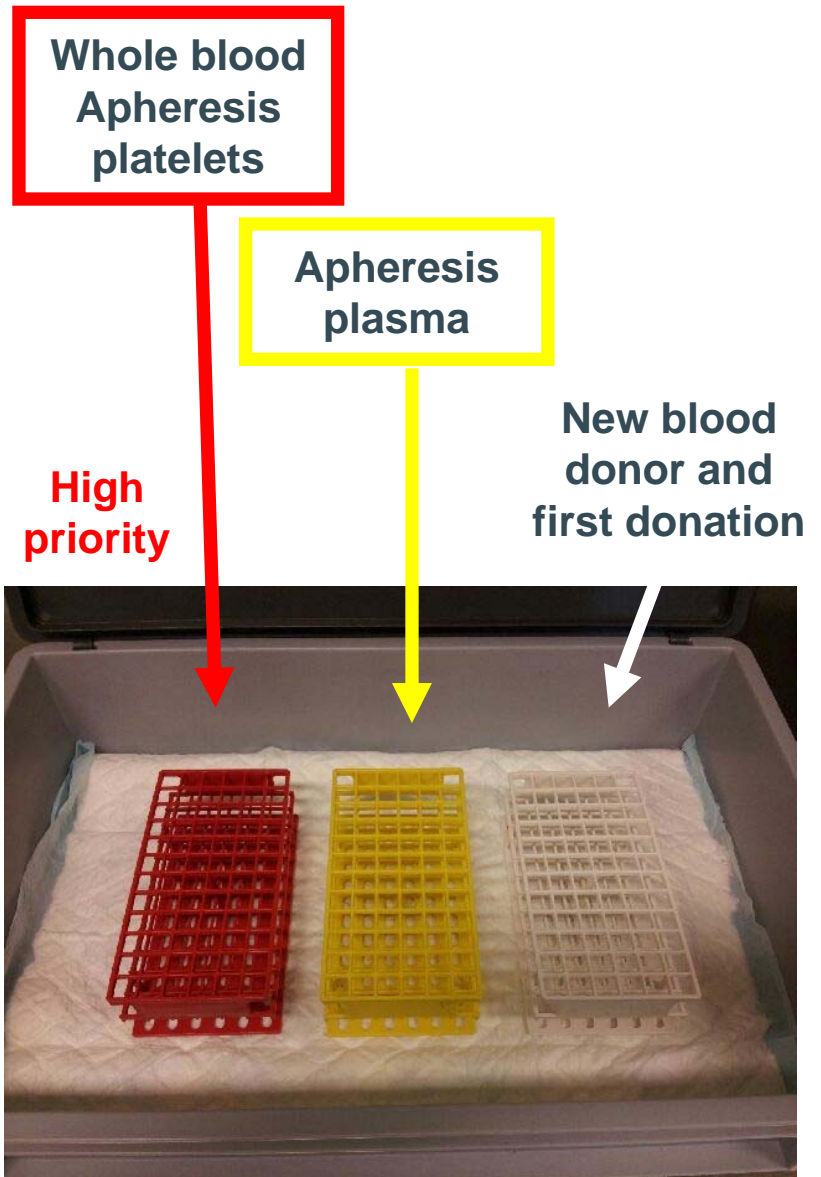 Whole blood
Apheresis
platelets
Apheresis
plasma
New blood
donor and
first donation
High
priority